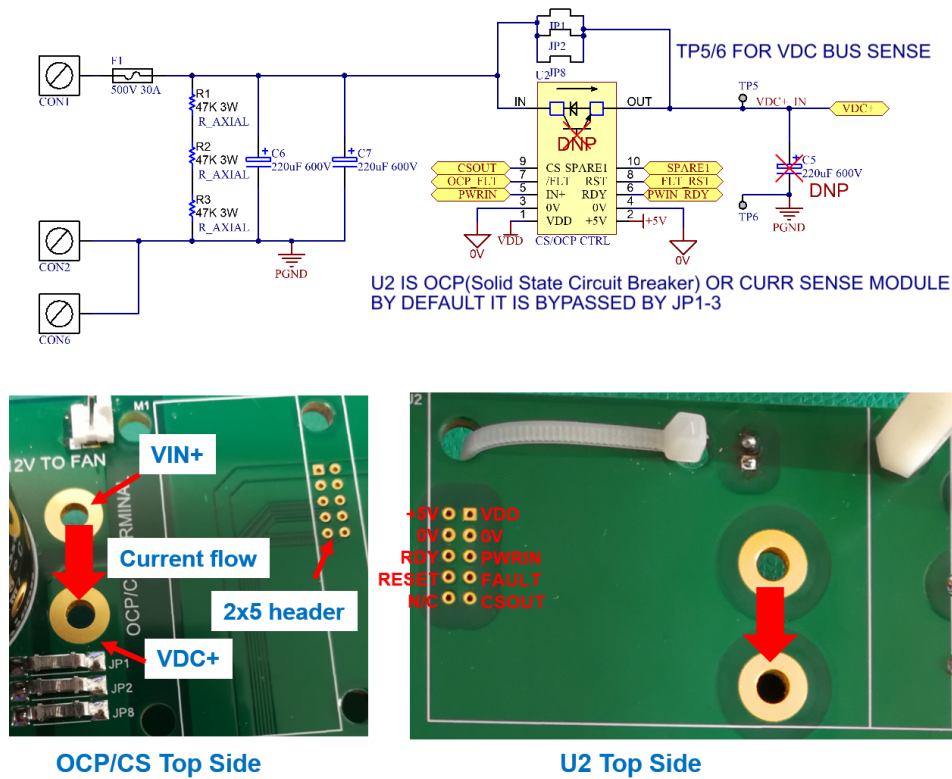 F1
500V 30A
CON1
R1
47K 3W
R_AXIAL
R2
47K 3W
R_AXIAL
R3
47K 3W
R_AXIAL
C6
220uF 600V
C7
220uF 600V
CON2
PGND
CON6
JP1
JP2
JP8
U2
IN
OUT
DNP
CSOUT
9
CS
SPARE1
10
SPARE1
OCP_FLT
7
/FLT
RST
8
FLT_RST
PWRIN
5
IN+
RDY
6
PWIN_RDY
3
0V
0V
4
1
VDD
+5V
2
+5V
0V
VDD
CS/OCP CTRL
0V
TP5/6 FOR VDC BUS SENSE
TP5
VDC+_IN
VDC+
C5
220uF 600V
DNP
TP6
PGND
U2 IS OCP(Solid State Circuit Breaker) OR CURR SENSE MODULE
BY DEFAULT IT IS BYPASSED BY JP1-3
M1
12V TO FAN
VIN+
Current flow
2x5 header
VDC+
JP1
JP2
JP8
OCP/CS Top Side
+5V VDD
0V 0V
RDY PWRIN
RESET FAULT
N/C CSOUT
U2 Top Side